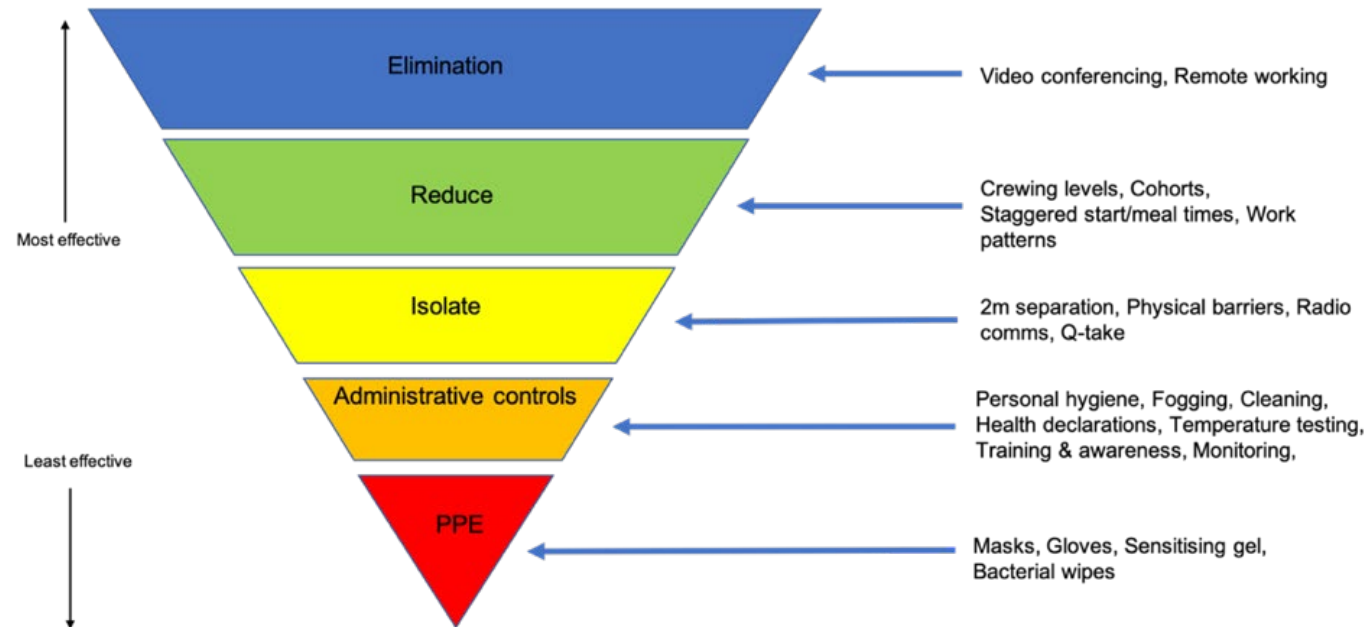 Elimination
Video conferencing, Remote working
Reduce
Crewing levels, Cohorts,
Staggered start/meal times, Work
patterns
Most effective
Isolate
2m separation, Physical barriers, Radio
comms, Q-take
Administrative controls
Personal hygiene, Fogging, Cleaning,
Health declarations, Temperature testing,
Training & awareness, Monitoring,
Least effective
PPE
Masks, Gloves, Sensitising gel,
Bacterial wipes